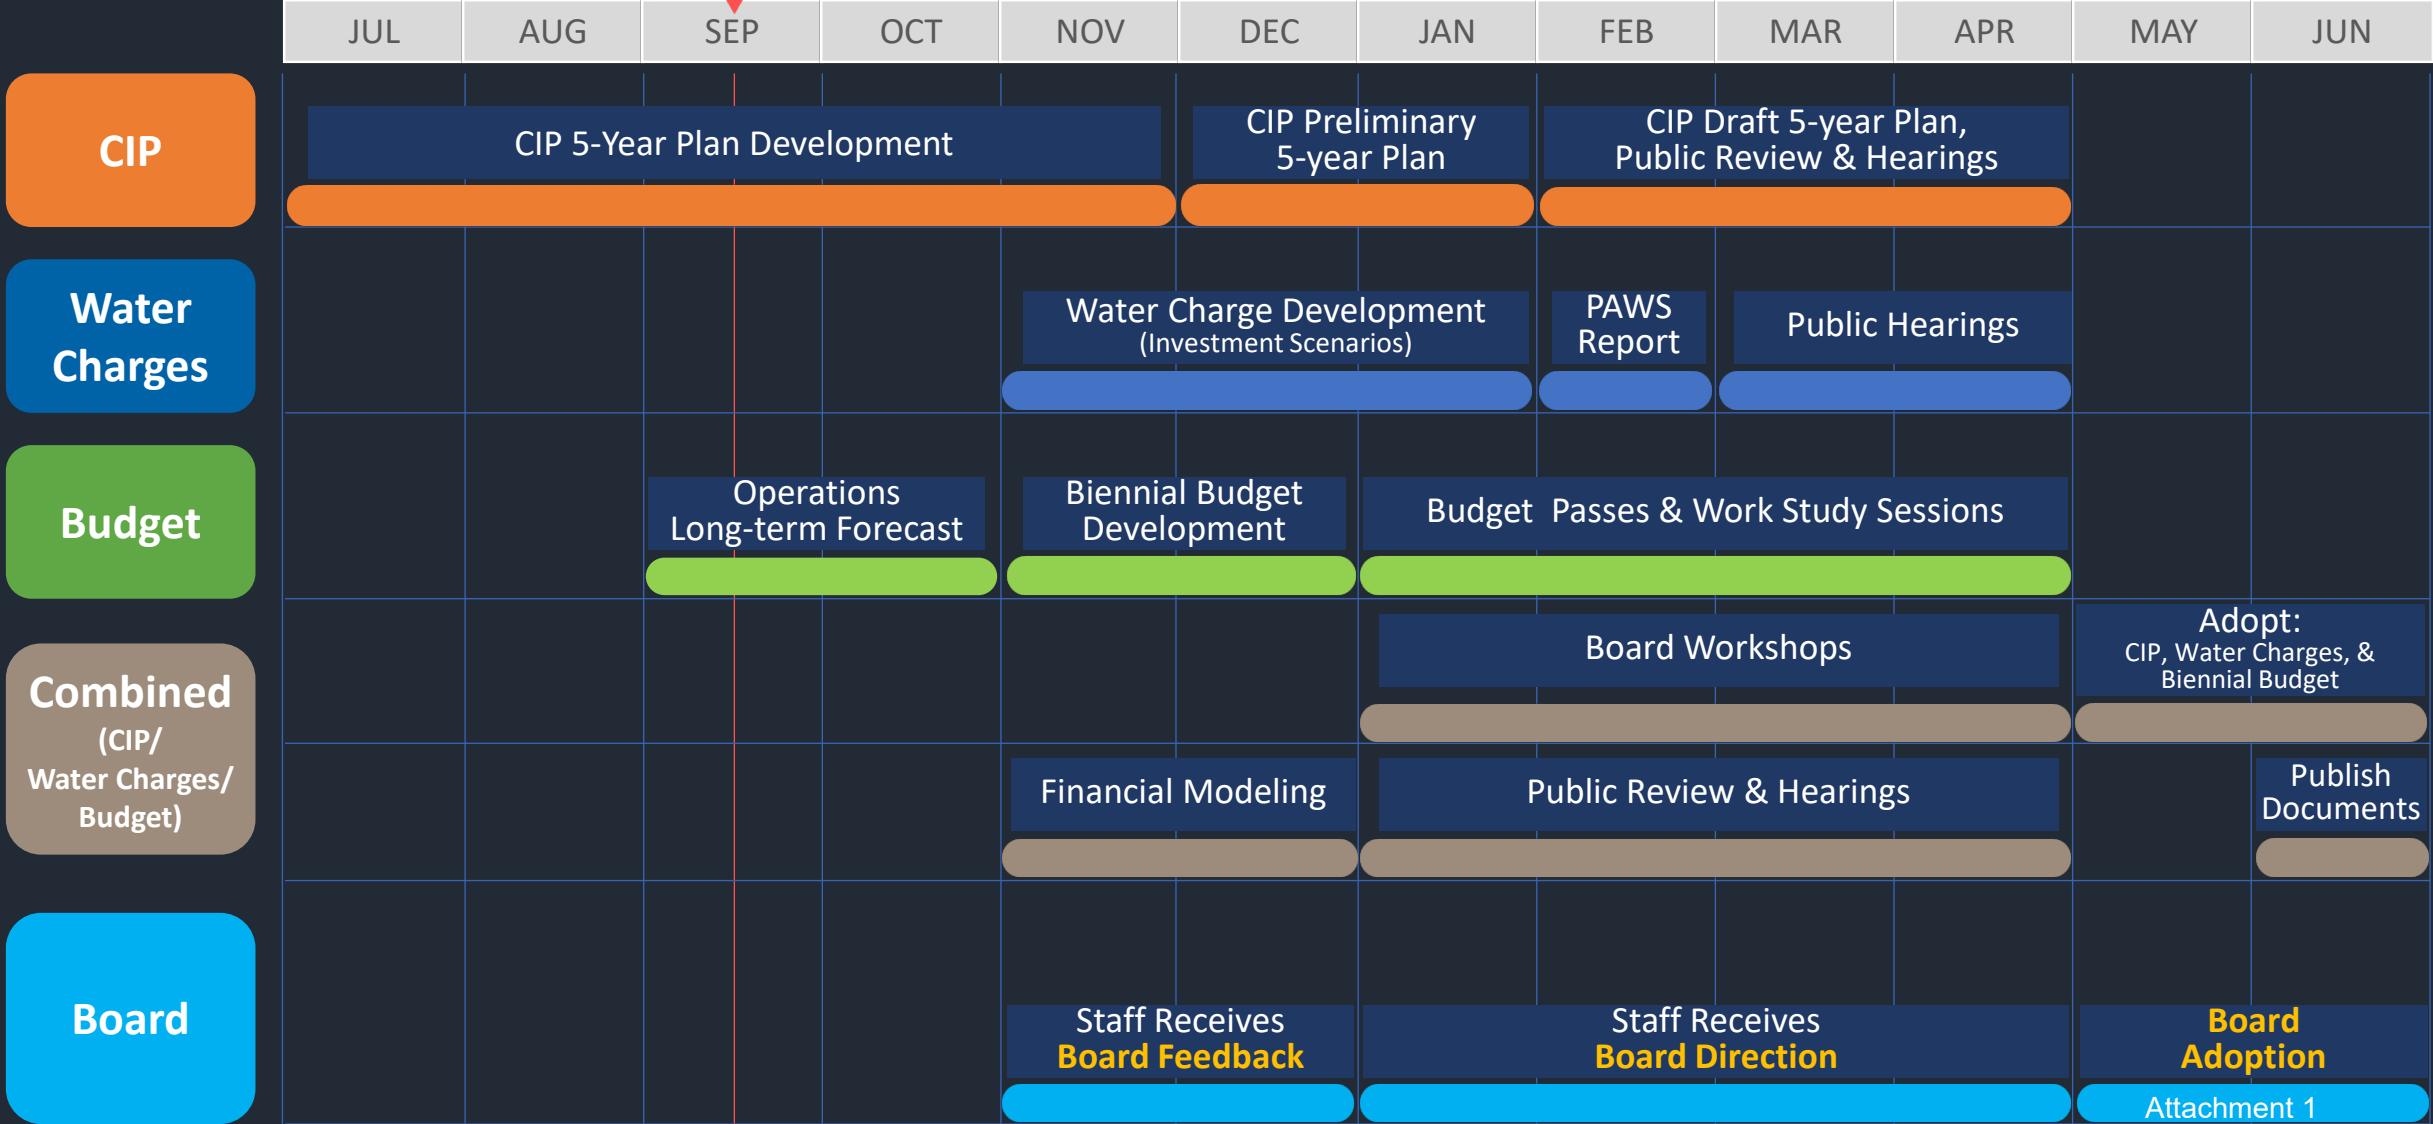 JUL AUG SEP OCT NOV DEC JAN FEB MAR APR MAY JUN
CIP
CIP 5-Year Plan Development
CIP Preliminary
5-year Plan
CIP Draft 5-year Plan,
Public Review & Hearings
Water
Charges
Water Charge Development
(Investment Scenarios)
PAWS
Report
Public Hearings
Budget
Operations
Long-term Forecast
Biennial Budget
Development
Budget  Passes & Work Study Sessions
Combined
(CIP/
Water Charges/
Budget)
Board Workshops
Adopt:
CIP, Water Charges, &
Biennial Budget
Financial Modeling
Public Review & Hearings
Publish
Documents
Board
Staff Receives
Board Feedback
Staff Receives
Board Direction
Board
Adoption
Attachment 1